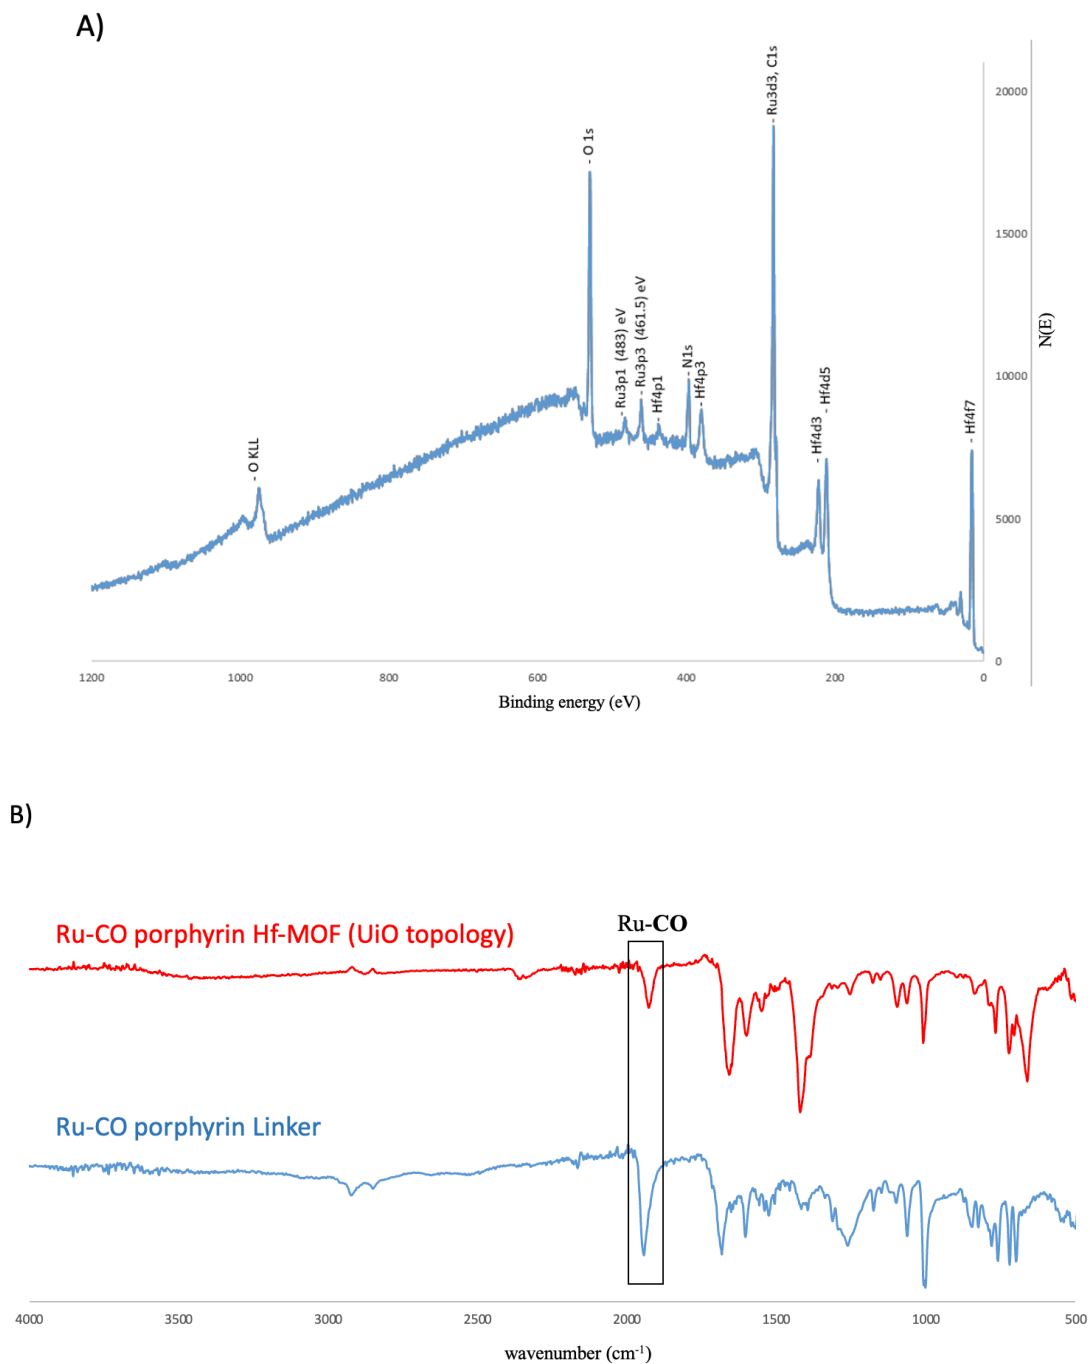 A)
- O KLL
- O 1s
- Ru3p1 (483) eV
- Ru3p3 (461.5) eV
- Hf4p1
- N1s
- Hf4p3
- Ru3d3, C1s
- Hf4d3
- Hf4d5
- Hf4f7
20000
15000
10000
5000
0
N(E)
1200 1000 800 600 400 200 0
Binding energy (eV)
B)
Ru-CO porphyrin Hf-MOF (UiO topology)
Ru-CO
Ru-CO porphyrin Linker
4000 3500 3000 2500 2000 1500 1000 500
wavenumber (cm⁻¹)